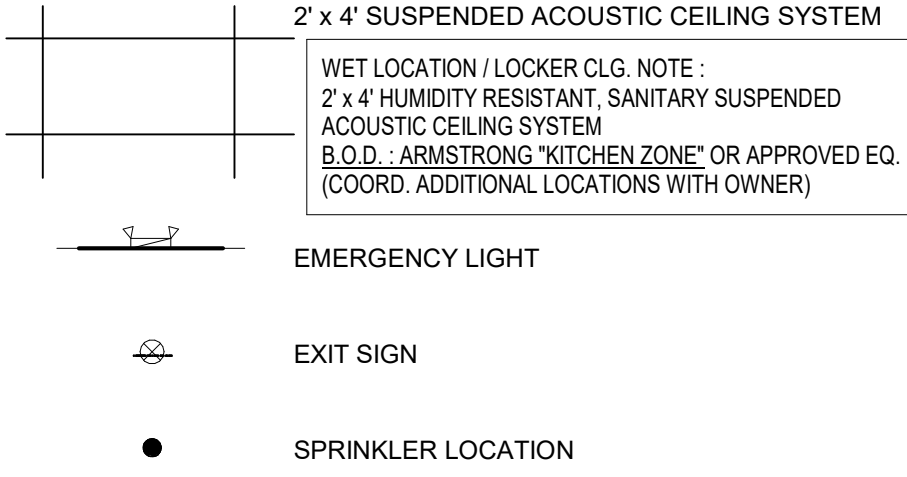 2' x 4' SUSPENDED ACOUSTIC CEILING SYSTEM
WET LOCATION / LOCKER CLG. NOTE :
2' x 4' HUMIDITY RESISTANT, SANITARY SUSPENDED
ACOUSTIC CEILING SYSTEM
B.O.D. : ARMSTRONG "KITCHEN ZONE" OR APPROVED EQ.
(COORD. ADDITIONAL LOCATIONS WITH OWNER)
EMERGENCY LIGHT
EXIT SIGN
SPRINKLER LOCATION